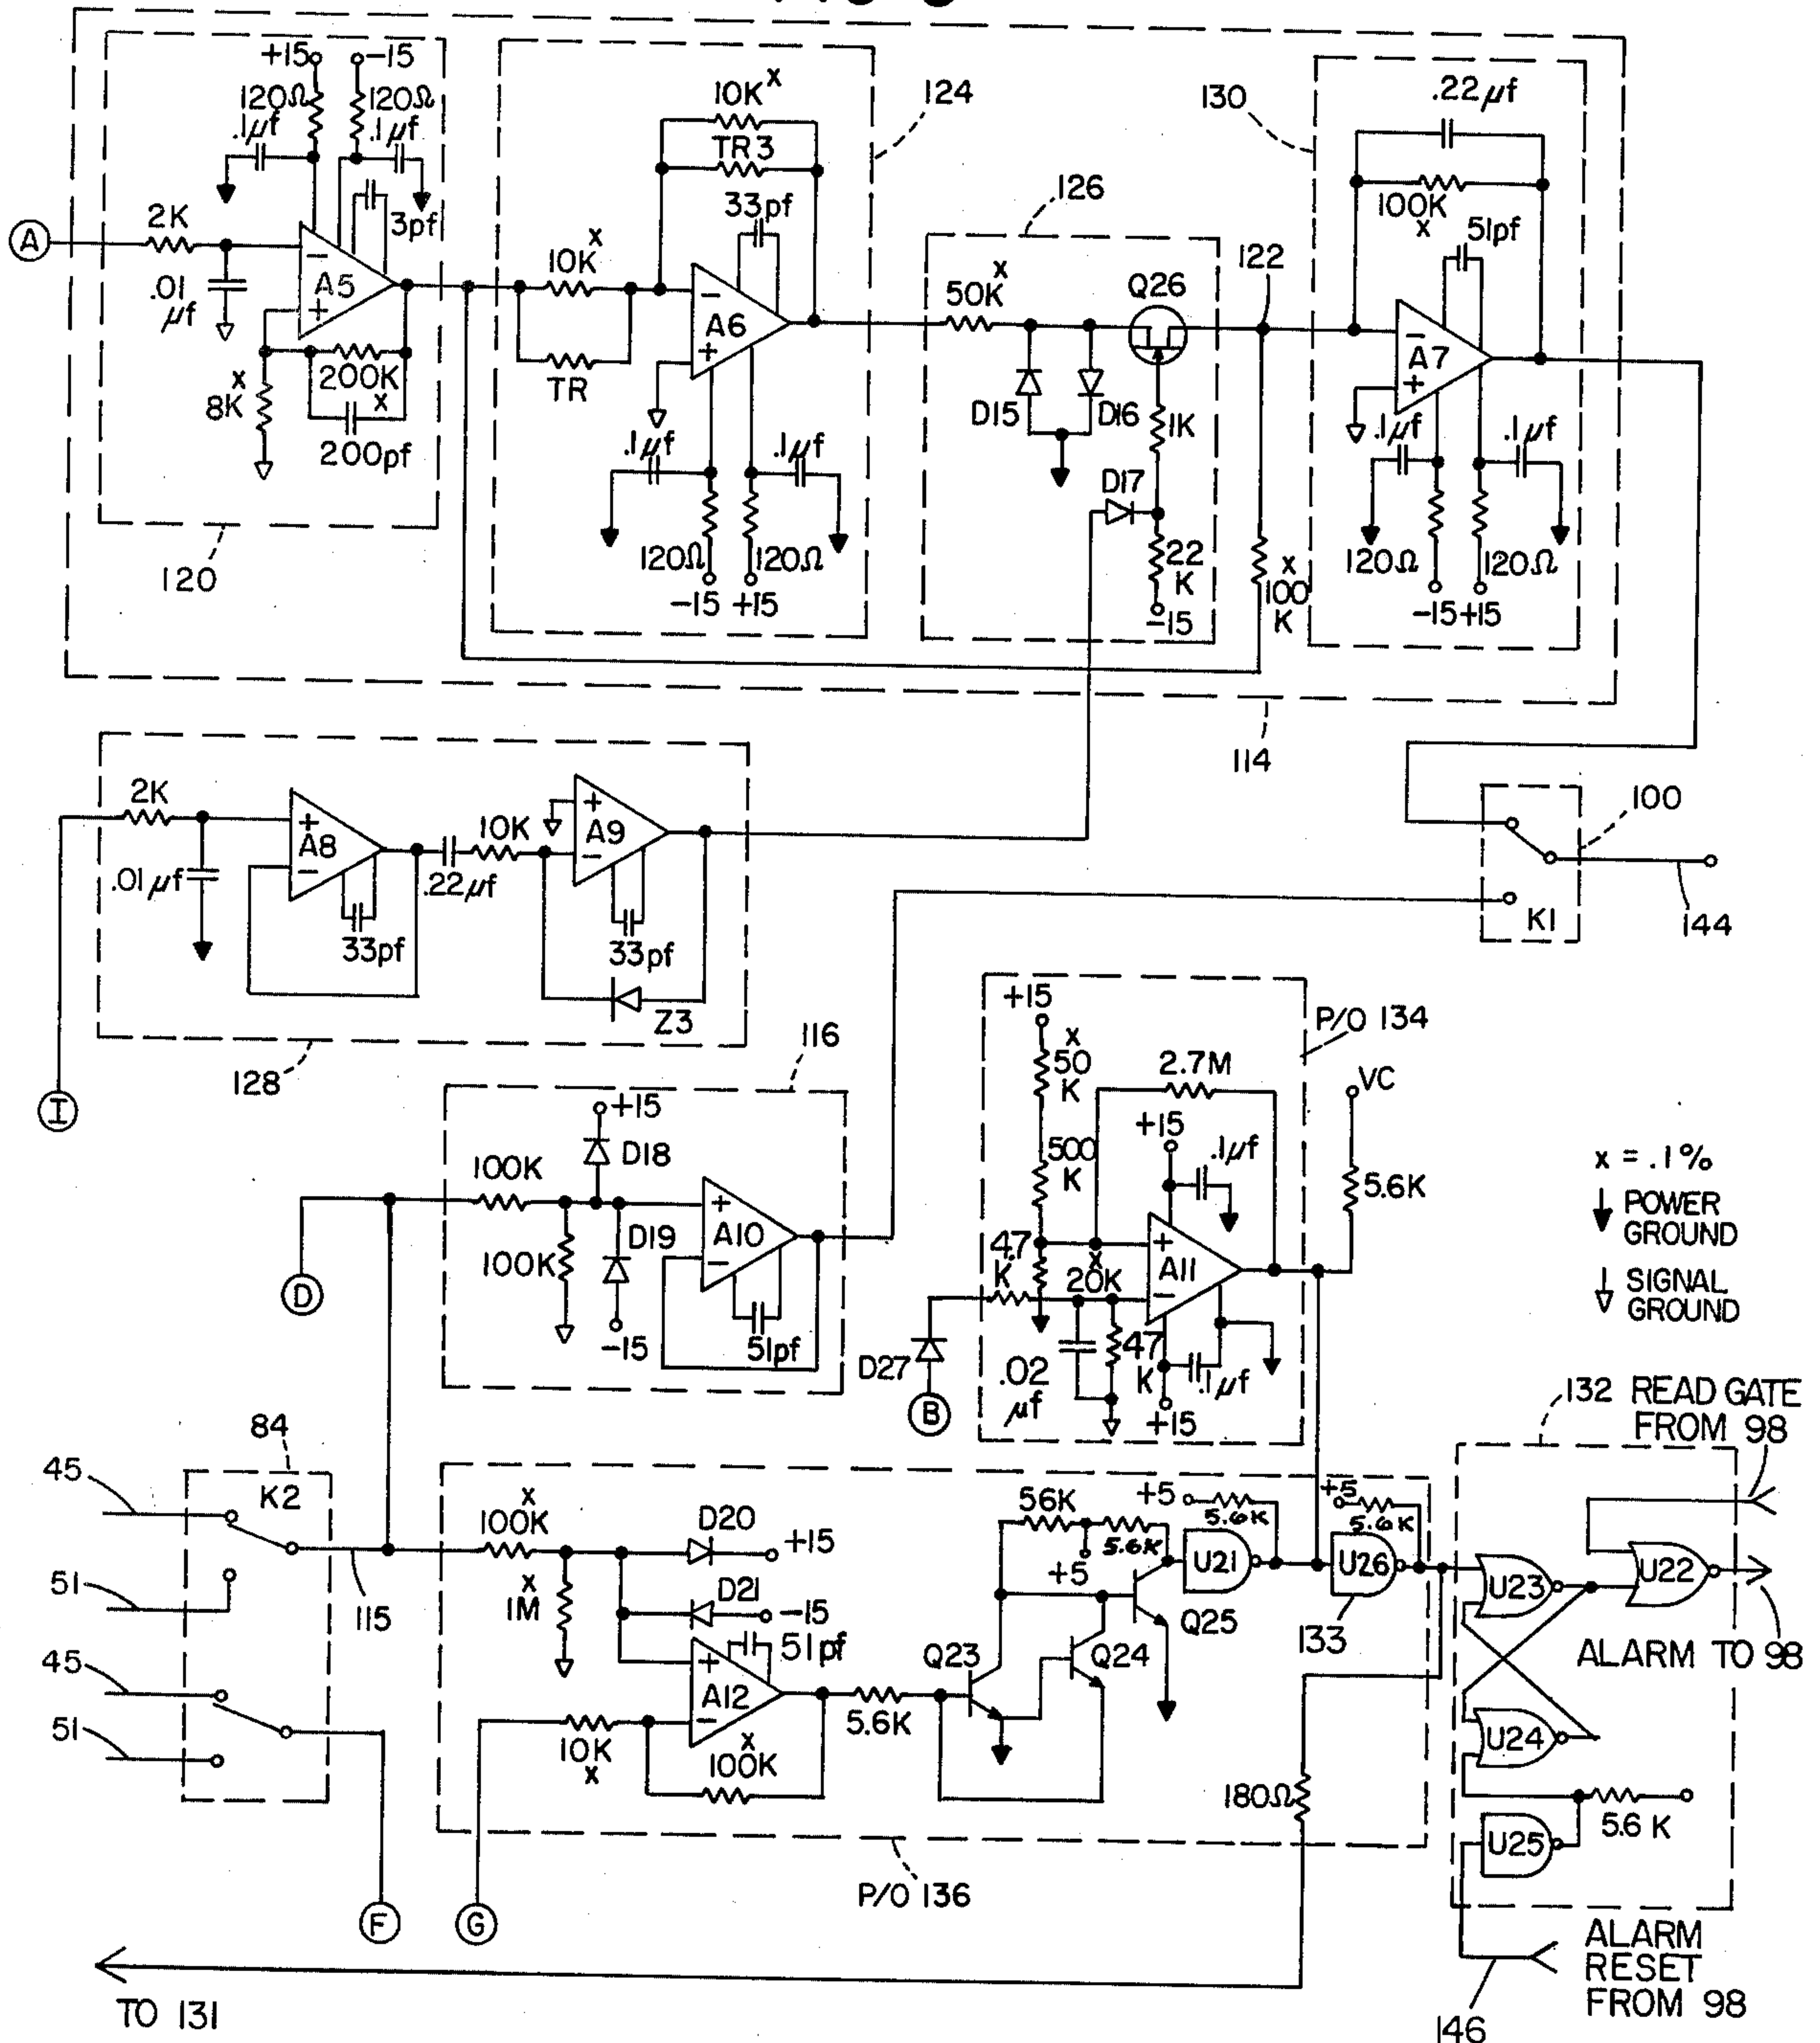 +15
-15
120Ω
120Ω
.1μf
.1μf
A
2K
.01
μf
3pf
-
A5
+
x
8K
200K
x
200pf
120
10K x
TR 3
33pf
124
x
10K
TR
-
A6
+
.1μf
.1μf
120Ω
120Ω
-15
+15
126
x
50K
Q26
D15
D16
1K
D17
22
K
-15
122
x
100
K
130
.22μf
100K
x
51pf
-
A7
+
.1μf
.1μf
120Ω
120Ω
-15
+15
114
2K
.01μf
+
A8
-
33pf
.22μf
10K
+
A9
-
33pf
Z3
128
I
100
K1
144
116
+15
D18
100K
100K
D19
-15
+
A10
-
51pf
D
P/O 134
+15
x
50
K
500
K
2.7M
+15
.1μf
VC
5.6K
4.7
K
x
20K
+
A11
-
47
K
.02
μf
.1μf
+15
D27
B
x = .1%
POWER
GROUND
SIGNAL
GROUND
132
READ GATE
FROM 98
84
45
K2
51
115
45
51
F
x
100K
x
1M
D20
+15
D21
-15
51pf
+
A12
-
10K
x
x
100K
G
5.6K
Q23
Q24
Q25
56K
5.6K
+5
+5
5.6K
U21
+5
5.6K
U26
133
180Ω
P/O 136
U23
U22
ALARM TO 98
U24
5.6 K
U25
ALARM
RESET
FROM 98
146
TO 131